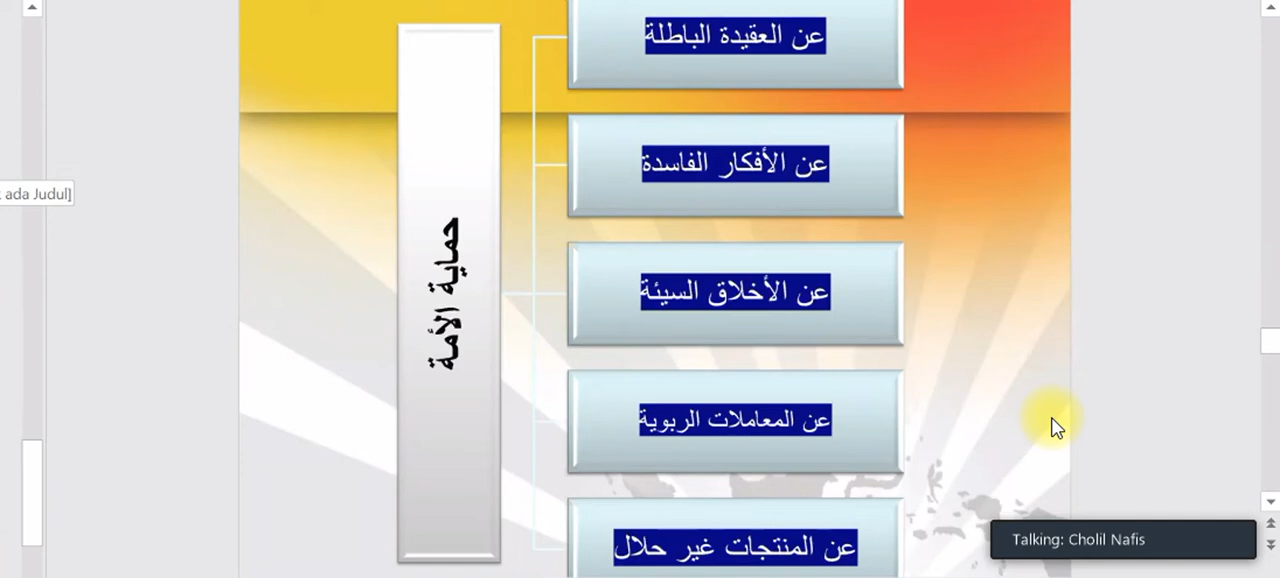 حماية الأمة
عن العقيدة الباطلة
عن الأفكار الفاسدة
عن الأخلاق السيئة
عن المعاملات الربوية
عن المنتجات غير حلال
ada Judul]
Talking: Cholil Nafis